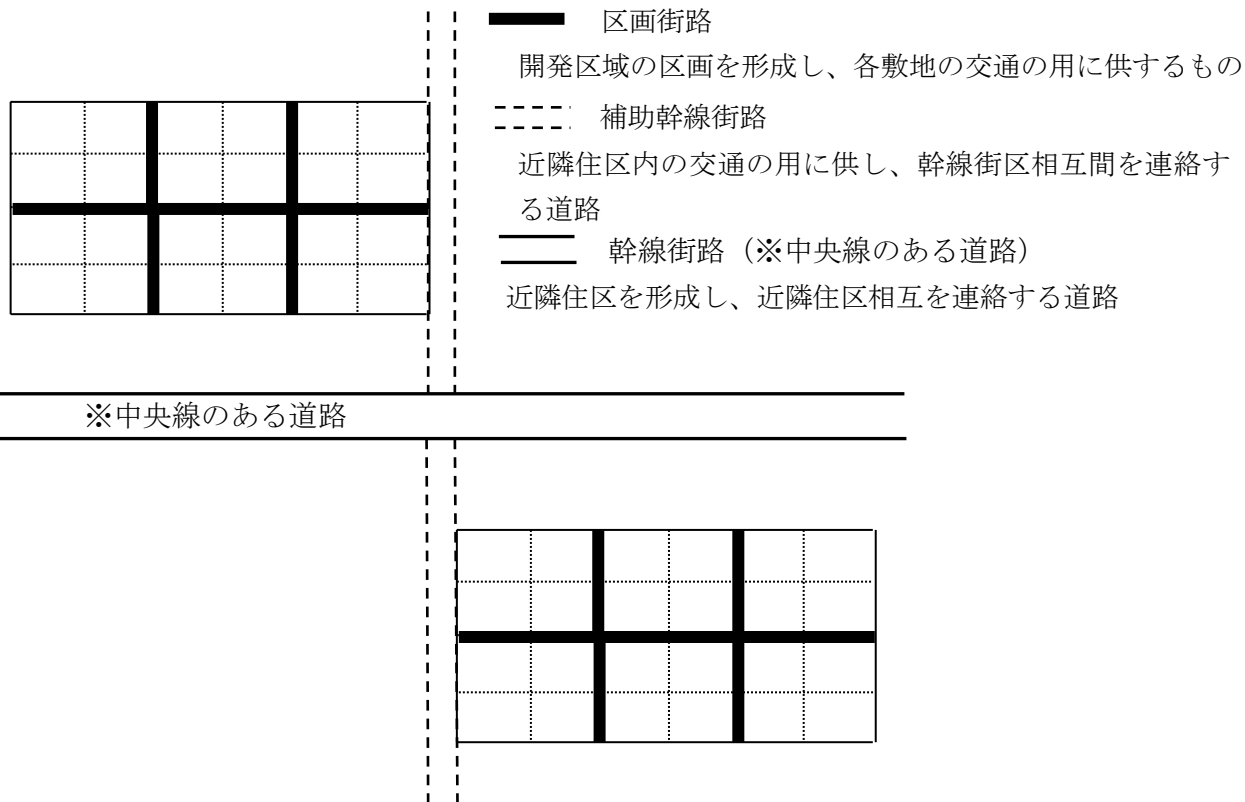 区画街路
開発区域の区画を形成し、各敷地の交通の用に供するもの
補助幹線街路
近隣住区内の交通の用に供し、幹線街区相互間を連絡す
る道路
幹線街路（※中央線のある道路）
近隣住区を形成し、近隣住区相互を連絡する道路
※中央線のある道路